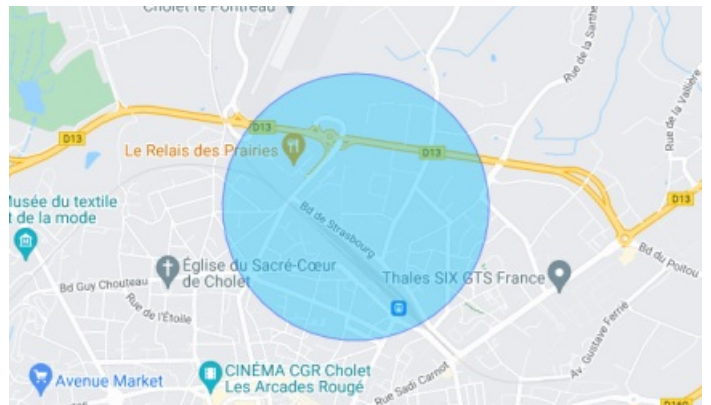 Cholet le Pontreau
Rue de la Sarthe
Rue de la Vallière
D13
D13
Le Relais des Prairies
D13
D13
Musée du textile
et de la mode
Bd de Strasbourg
Bd du Poitou
Église du Sacré-Cœur
de Cholet
Thales SIX GTS France
Bd Guy Chouteau
Rue de l'Étoile
Av. Gustave Ferrié
CINÉMA CGR Cholet
Les Arcades Rougé
Avenue Market
Rue Sadi Carnot
D160